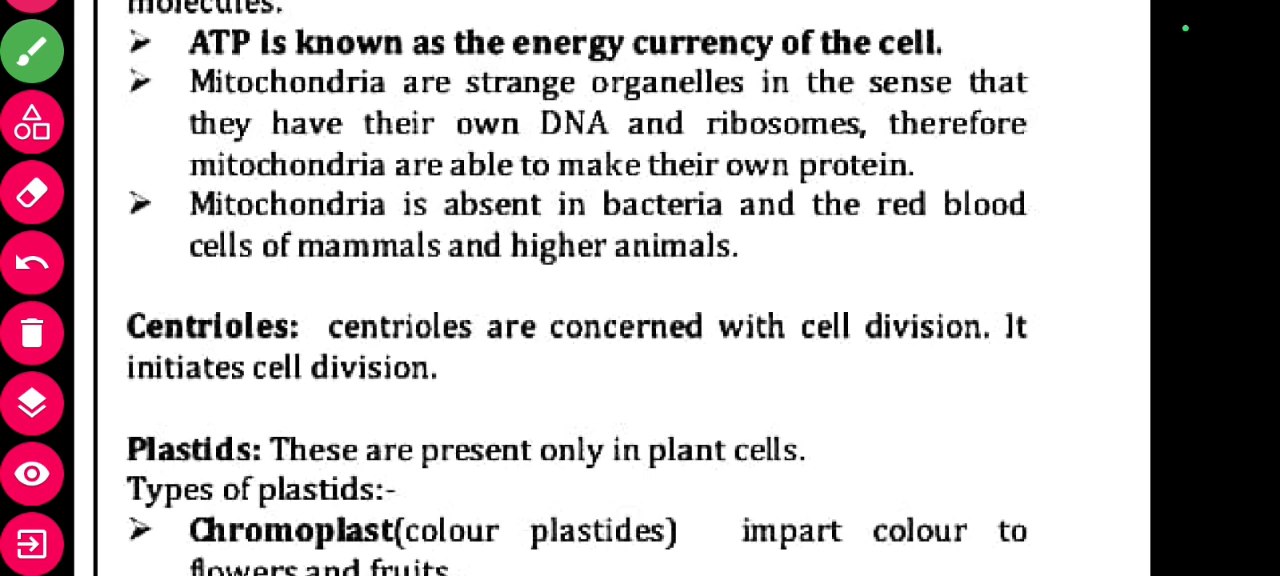 molecules.
➤ ATP is known as the energy currency of the cell.
➤ Mitochondria are strange organelles in the sense that
they have their own DNA and ribosomes, therefore
mitochondria are able to make their own protein.
➤ Mitochondria is absent in bacteria and the red blood
cells of mammals and higher animals.
Centrioles: centrioles are concerned with cell division. It
initiates cell division.
Plastids: These are present only in plant cells.
Types of plastids:-
➤ Chromoplast(colour plastides) impart colour to
flowers and fruits